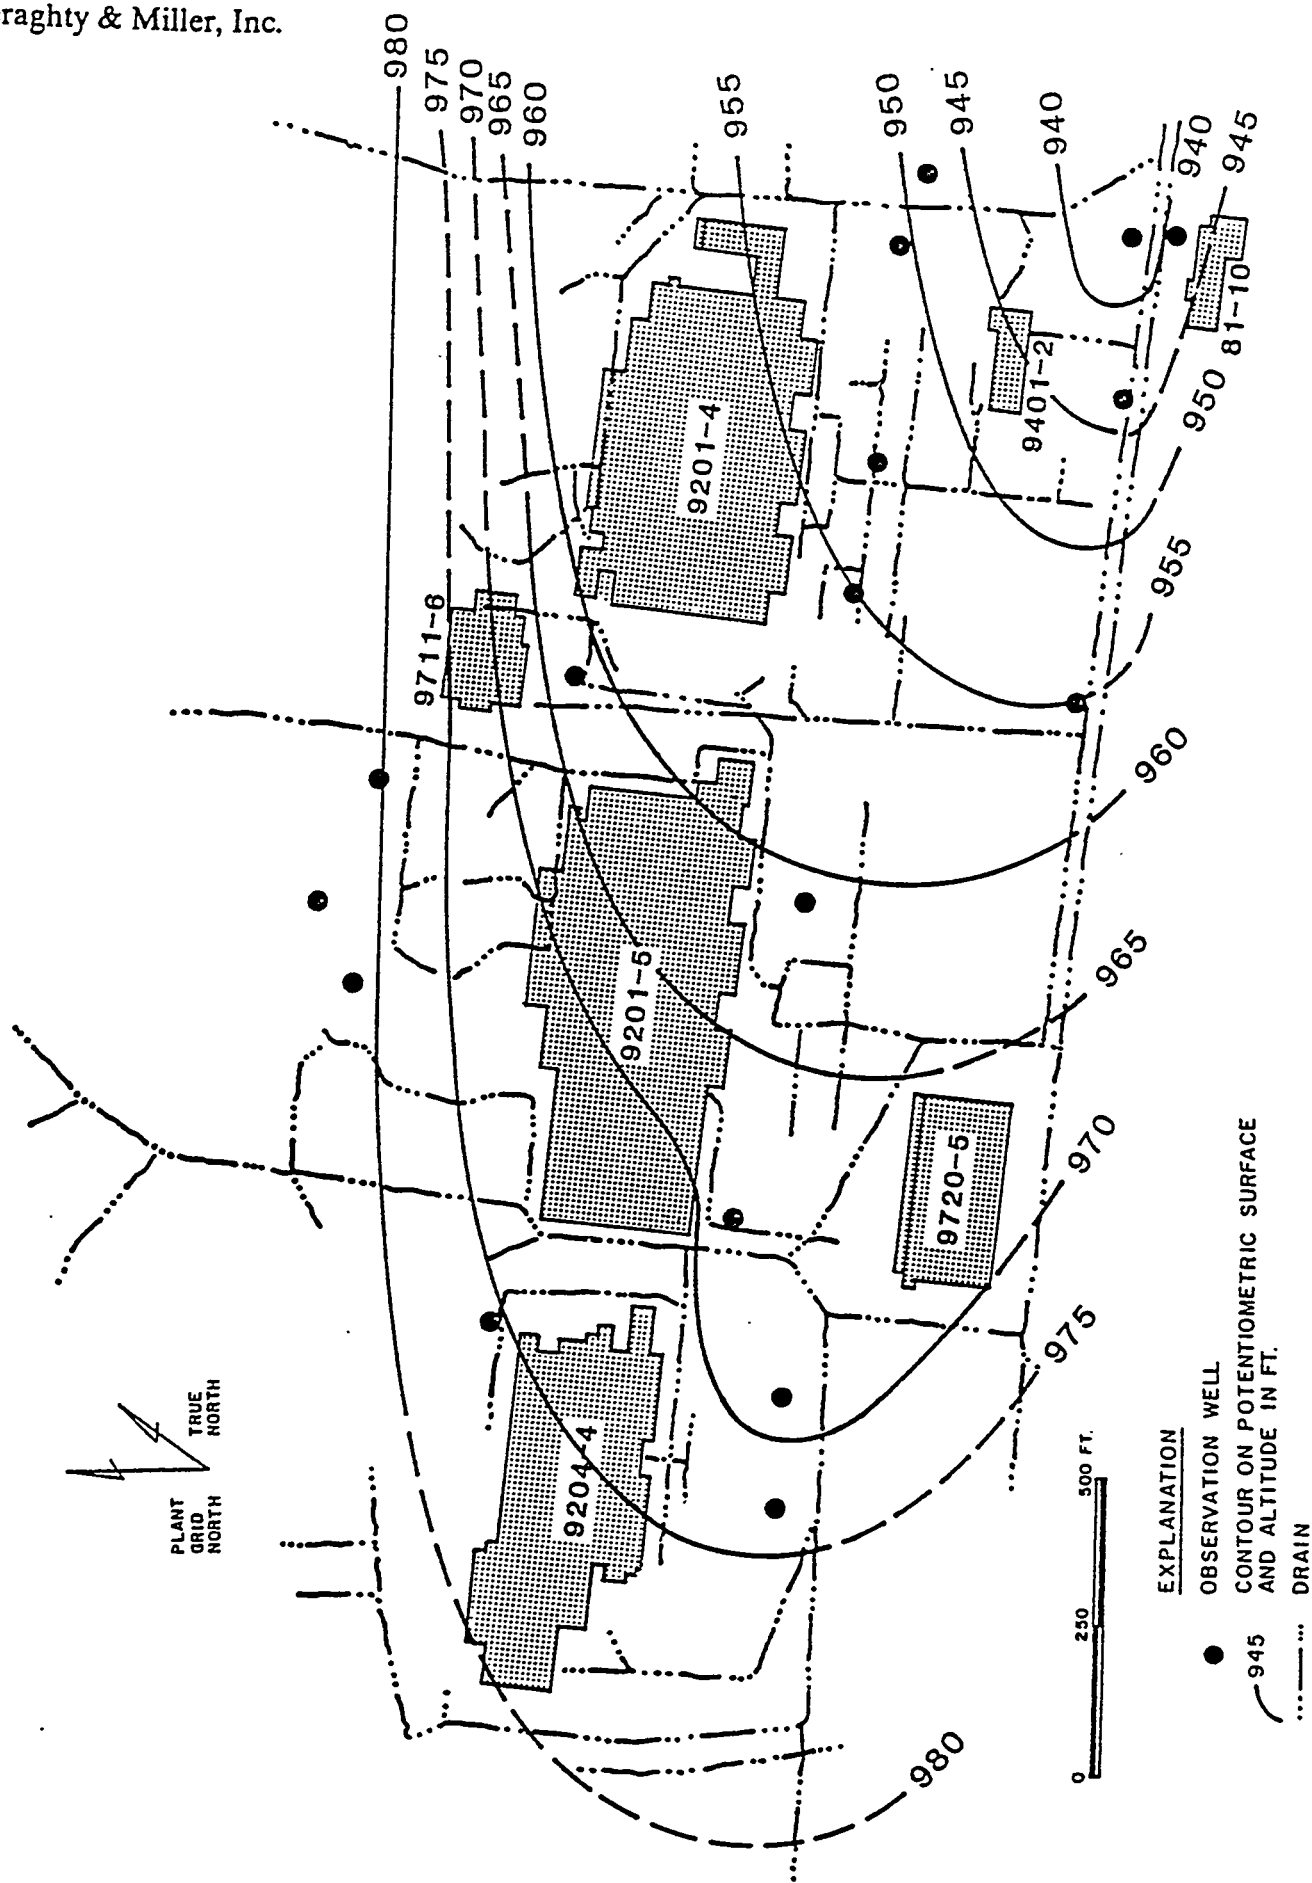 raghty & Miller, Inc.
980
975
970
965
960
955
950
945
940
940
945
81-10
9401-2
950
9201-4
955
9711-6
960
9201-5
965
9720-5
970
975
9204-4
980
PLANT
GRID
NORTH
TRUE
NORTH
0
250
500 FT.
EXPLANATION
OBSERVATION WELL
945
CONTOUR ON POTENTIOMETRIC SURFACE
AND ALTITUDE IN FT.
DRAIN